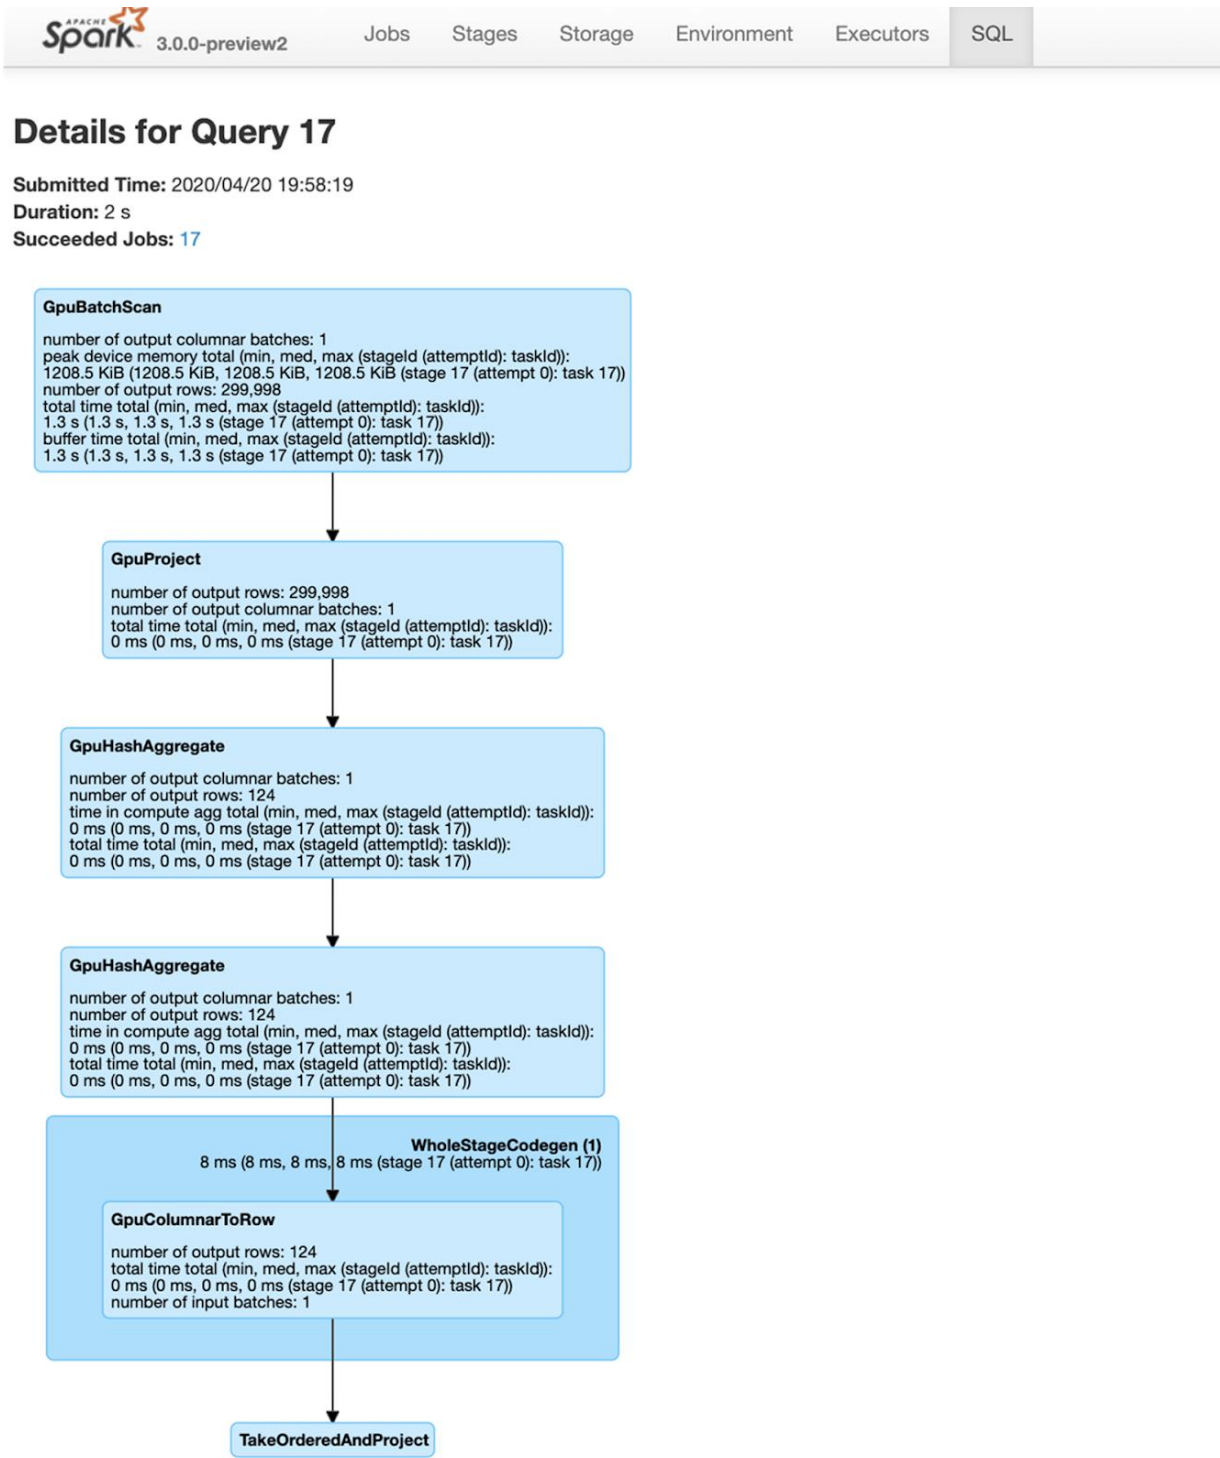 APACHE
Spark 3.0.0-preview2 Jobs Stages Storage Environment Executors SQL
Details for Query 17
Submitted Time: 2020/04/20 19:58:19
Duration: 2 s
Succeeded Jobs: 17
GpuBatchScan
number of output columnar batches: 1
peak device memory total (min, med, max (stageId (attemptId): taskId)):
1208.5 KiB (1208.5 KiB, 1208.5 KiB, 1208.5 KiB (stage 17 (attempt 0): task 17))
number of output rows: 299,998
total time total (min, med, max (stageId (attemptId): taskId)):
1.3 s (1.3 s, 1.3 s, 1.3 s (stage 17 (attempt 0): task 17))
buffer time total (min, med, max (stageId (attemptId): taskId)):
1.3 s (1.3 s, 1.3 s, 1.3 s (stage 17 (attempt 0): task 17))
GpuProject
number of output rows: 299,998
number of output columnar batches: 1
total time total (min, med, max (stageId (attemptId): taskId)):
0 ms (0 ms, 0 ms, 0 ms (stage 17 (attempt 0): task 17))
GpuHashAggregate
number of output columnar batches: 1
number of output rows: 124
time in compute agg total (min, med, max (stageId (attemptId): taskId)):
0 ms (0 ms, 0 ms, 0 ms (stage 17 (attempt 0): task 17))
total time total (min, med, max (stageId (attemptId): taskId)):
0 ms (0 ms, 0 ms, 0 ms (stage 17 (attempt 0): task 17))
GpuHashAggregate
number of output columnar batches: 1
number of output rows: 124
time in compute agg total (min, med, max (stageId (attemptId): taskId)):
0 ms (0 ms, 0 ms, 0 ms (stage 17 (attempt 0): task 17))
total time total (min, med, max (stageId (attemptId): taskId)):
0 ms (0 ms, 0 ms, 0 ms (stage 17 (attempt 0): task 17))
WholeStageCodegen (1)
8 ms (8 ms, 8 ms, 8 ms (stage 17 (attempt 0): task 17))
GpuColumnarToRow
number of output rows: 124
total time total (min, med, max (stageId (attemptId): taskId)):
0 ms (0 ms, 0 ms, 0 ms (stage 17 (attempt 0): task 17))
number of input batches: 1
TakeOrderedAndProject